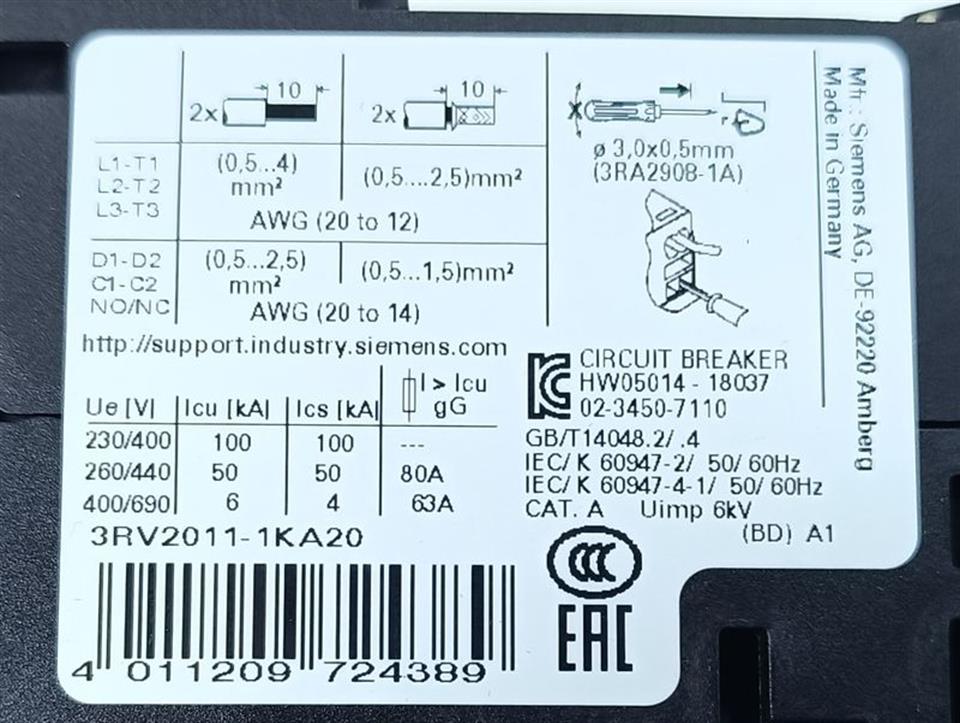 10
10
2x
2x
L1-T1
L2-T2
L3-T3
(0,5...4)
mm²
(0,5....2,5)mm²
AWG (20 to 12)
D1-D2
C1-C2
NO/NC
(0,5...2,5)
mm²
(0,5...1,5)mm²
AWG (20 to 14)
ø 3,0x0,5mm
(3RA2908-1A)
http://support.industry.siemens.com
Ue [V] Icu [kA] Ics [kA] I > Icu
gG
230/400 100 100 ---
260/440 50 50 80A
400/690 6 4 63A
3RV2011-1KA20
4 011209 724389
CIRCUIT BREAKER
HW05014 - 18037
02-3450-7110
GB/T14048.2/ .4
IEC/ K 60947-2/ 50/ 60Hz
IEC/ K 60947-4-1/ 50/ 60Hz
CAT. A Uimp 6kV
(BD) A1
CCC
EAC
Mfr.: Siemens AG, DE-92220 Amberg
Made in Germany